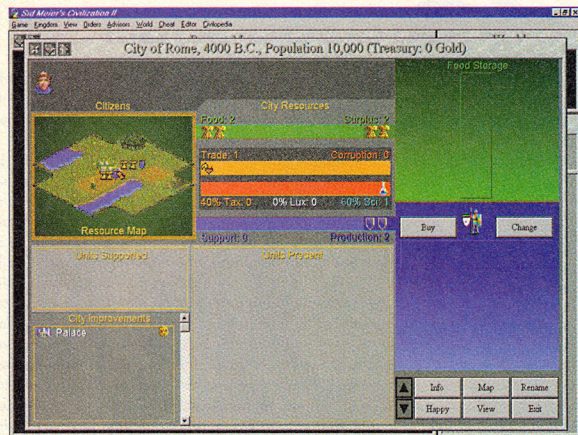 Sid Meier's Civilization II
Game Kingdom View Orders Advisors World Cheat Editor Civilopedia
City of Rome, 4000 B.C., Population 10,000 (Treasury: 0 Gold)
Citizens
City Resources
Food: 2 Surplus: 2
Trade: 1 Corruption: 0
40% Tax: 0 0% Lux: 0 60% Sci: 1
Support: 0 Production: 2
Resource Map
Food Storage
Buy Change
Units Supported
Units Present
City Improvements
Palace
Info Map Rename
Happy View Exit